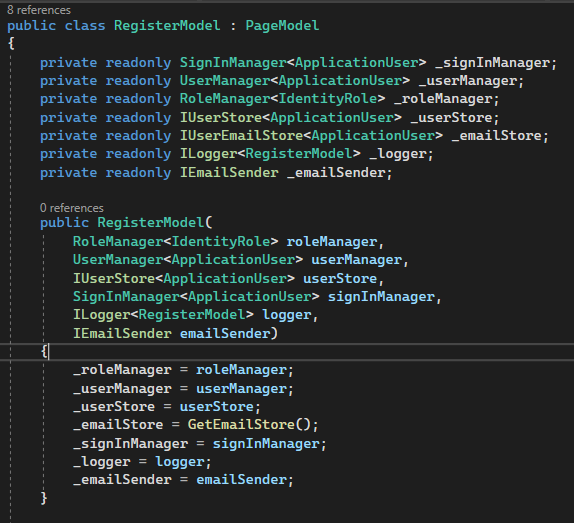 8 references
public class RegisterModel : PageModel
{
private readonly SignInManager<ApplicationUser> _signInManager;
private readonly UserManager<ApplicationUser> _userManager;
private readonly RoleManager<IdentityRole> _roleManager;
private readonly IUserStore<ApplicationUser> _userStore;
private readonly IUserEmailStore<ApplicationUser> _emailStore;
private readonly ILogger<RegisterModel> _logger;
private readonly IEmailSender _emailSender;
0 references
public RegisterModel(
RoleManager<IdentityRole> roleManager,
UserManager<ApplicationUser> userManager,
IUserStore<ApplicationUser> userStore,
SignInManager<ApplicationUser> signInManager,
ILogger<RegisterModel> logger,
IEmailSender emailSender)
{
_roleManager = roleManager;
_userManager = userManager;
_userStore = userStore;
_emailStore = GetEmailStore();
_signInManager = signInManager;
_logger = logger;
_emailSender = emailSender;
}